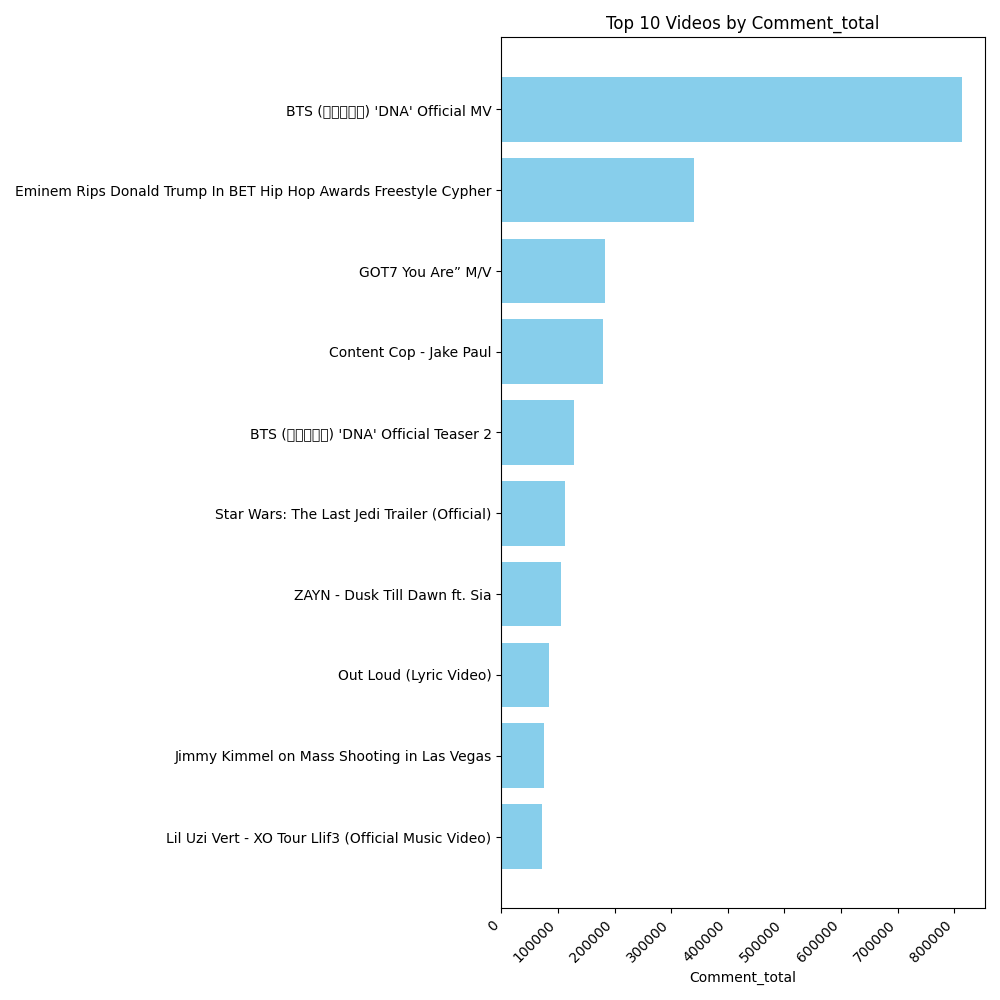 Top 10 Videos by Comment_total
BTS () 'DNA' Official MV
Eminem Rips Donald Trump In BET Hip Hop Awards Freestyle Cypher
GOT7 You Are” M/V
Content Cop - Jake Paul
BTS () 'DNA' Official Teaser 2
Star Wars: The Last Jedi Trailer (Official)
ZAYN - Dusk Till Dawn ft. Sia
Out Loud (Lyric Video)
Jimmy Kimmel on Mass Shooting in Las Vegas
Lil Uzi Vert - XO Tour Llif3 (Official Music Video)
0
100000
200000
300000
400000
500000
600000
700000
800000
Comment_total